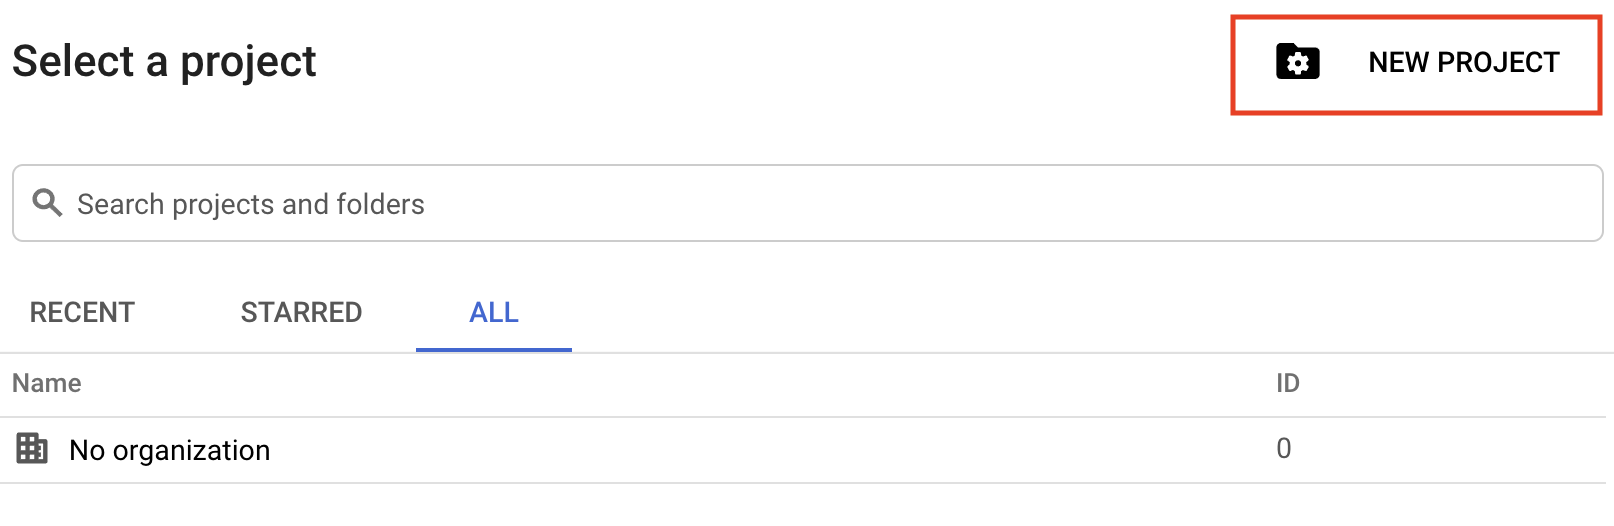 Select a project
NEW PROJECT
Search projects and folders
RECENT STARRED ALL
Name ID
No organization 0